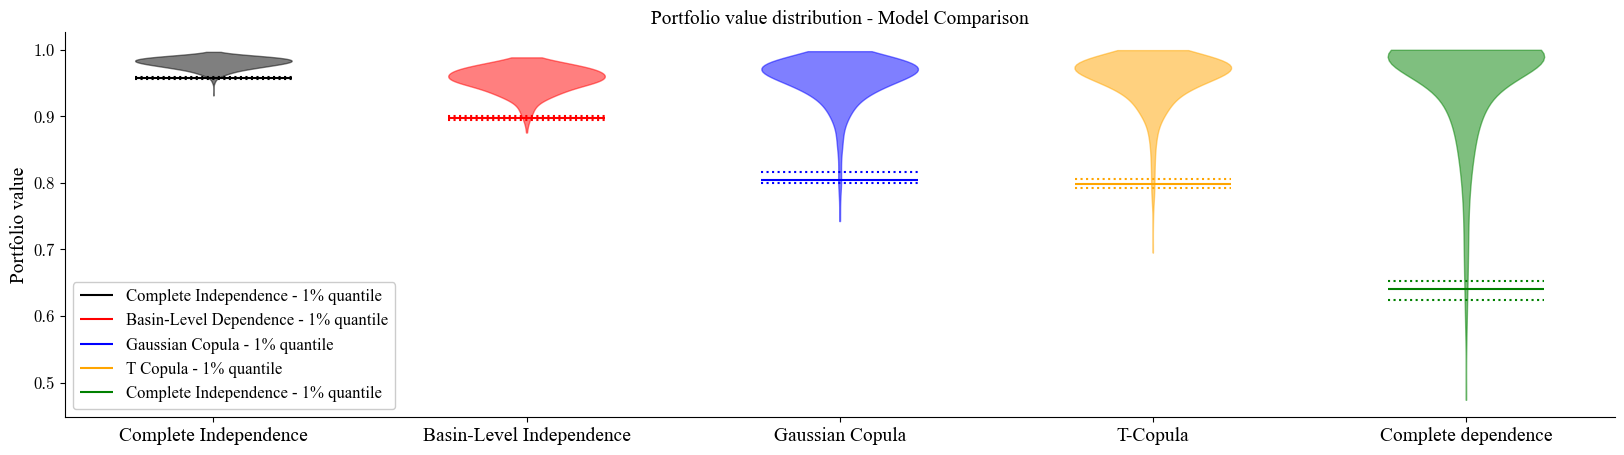 Portfolio value distribution - Model Comparison
Portfolio value
1.0
0.9
0.8
0.7
0.6
0.5
Complete Independence - 1% quantile
Basin-Level Dependence - 1% quantile
Gaussian Copula - 1% quantile
T Copula - 1% quantile
Complete Independence - 1% quantile
Complete Independence
Basin-Level Independence
Gaussian Copula
T-Copula
Complete dependence